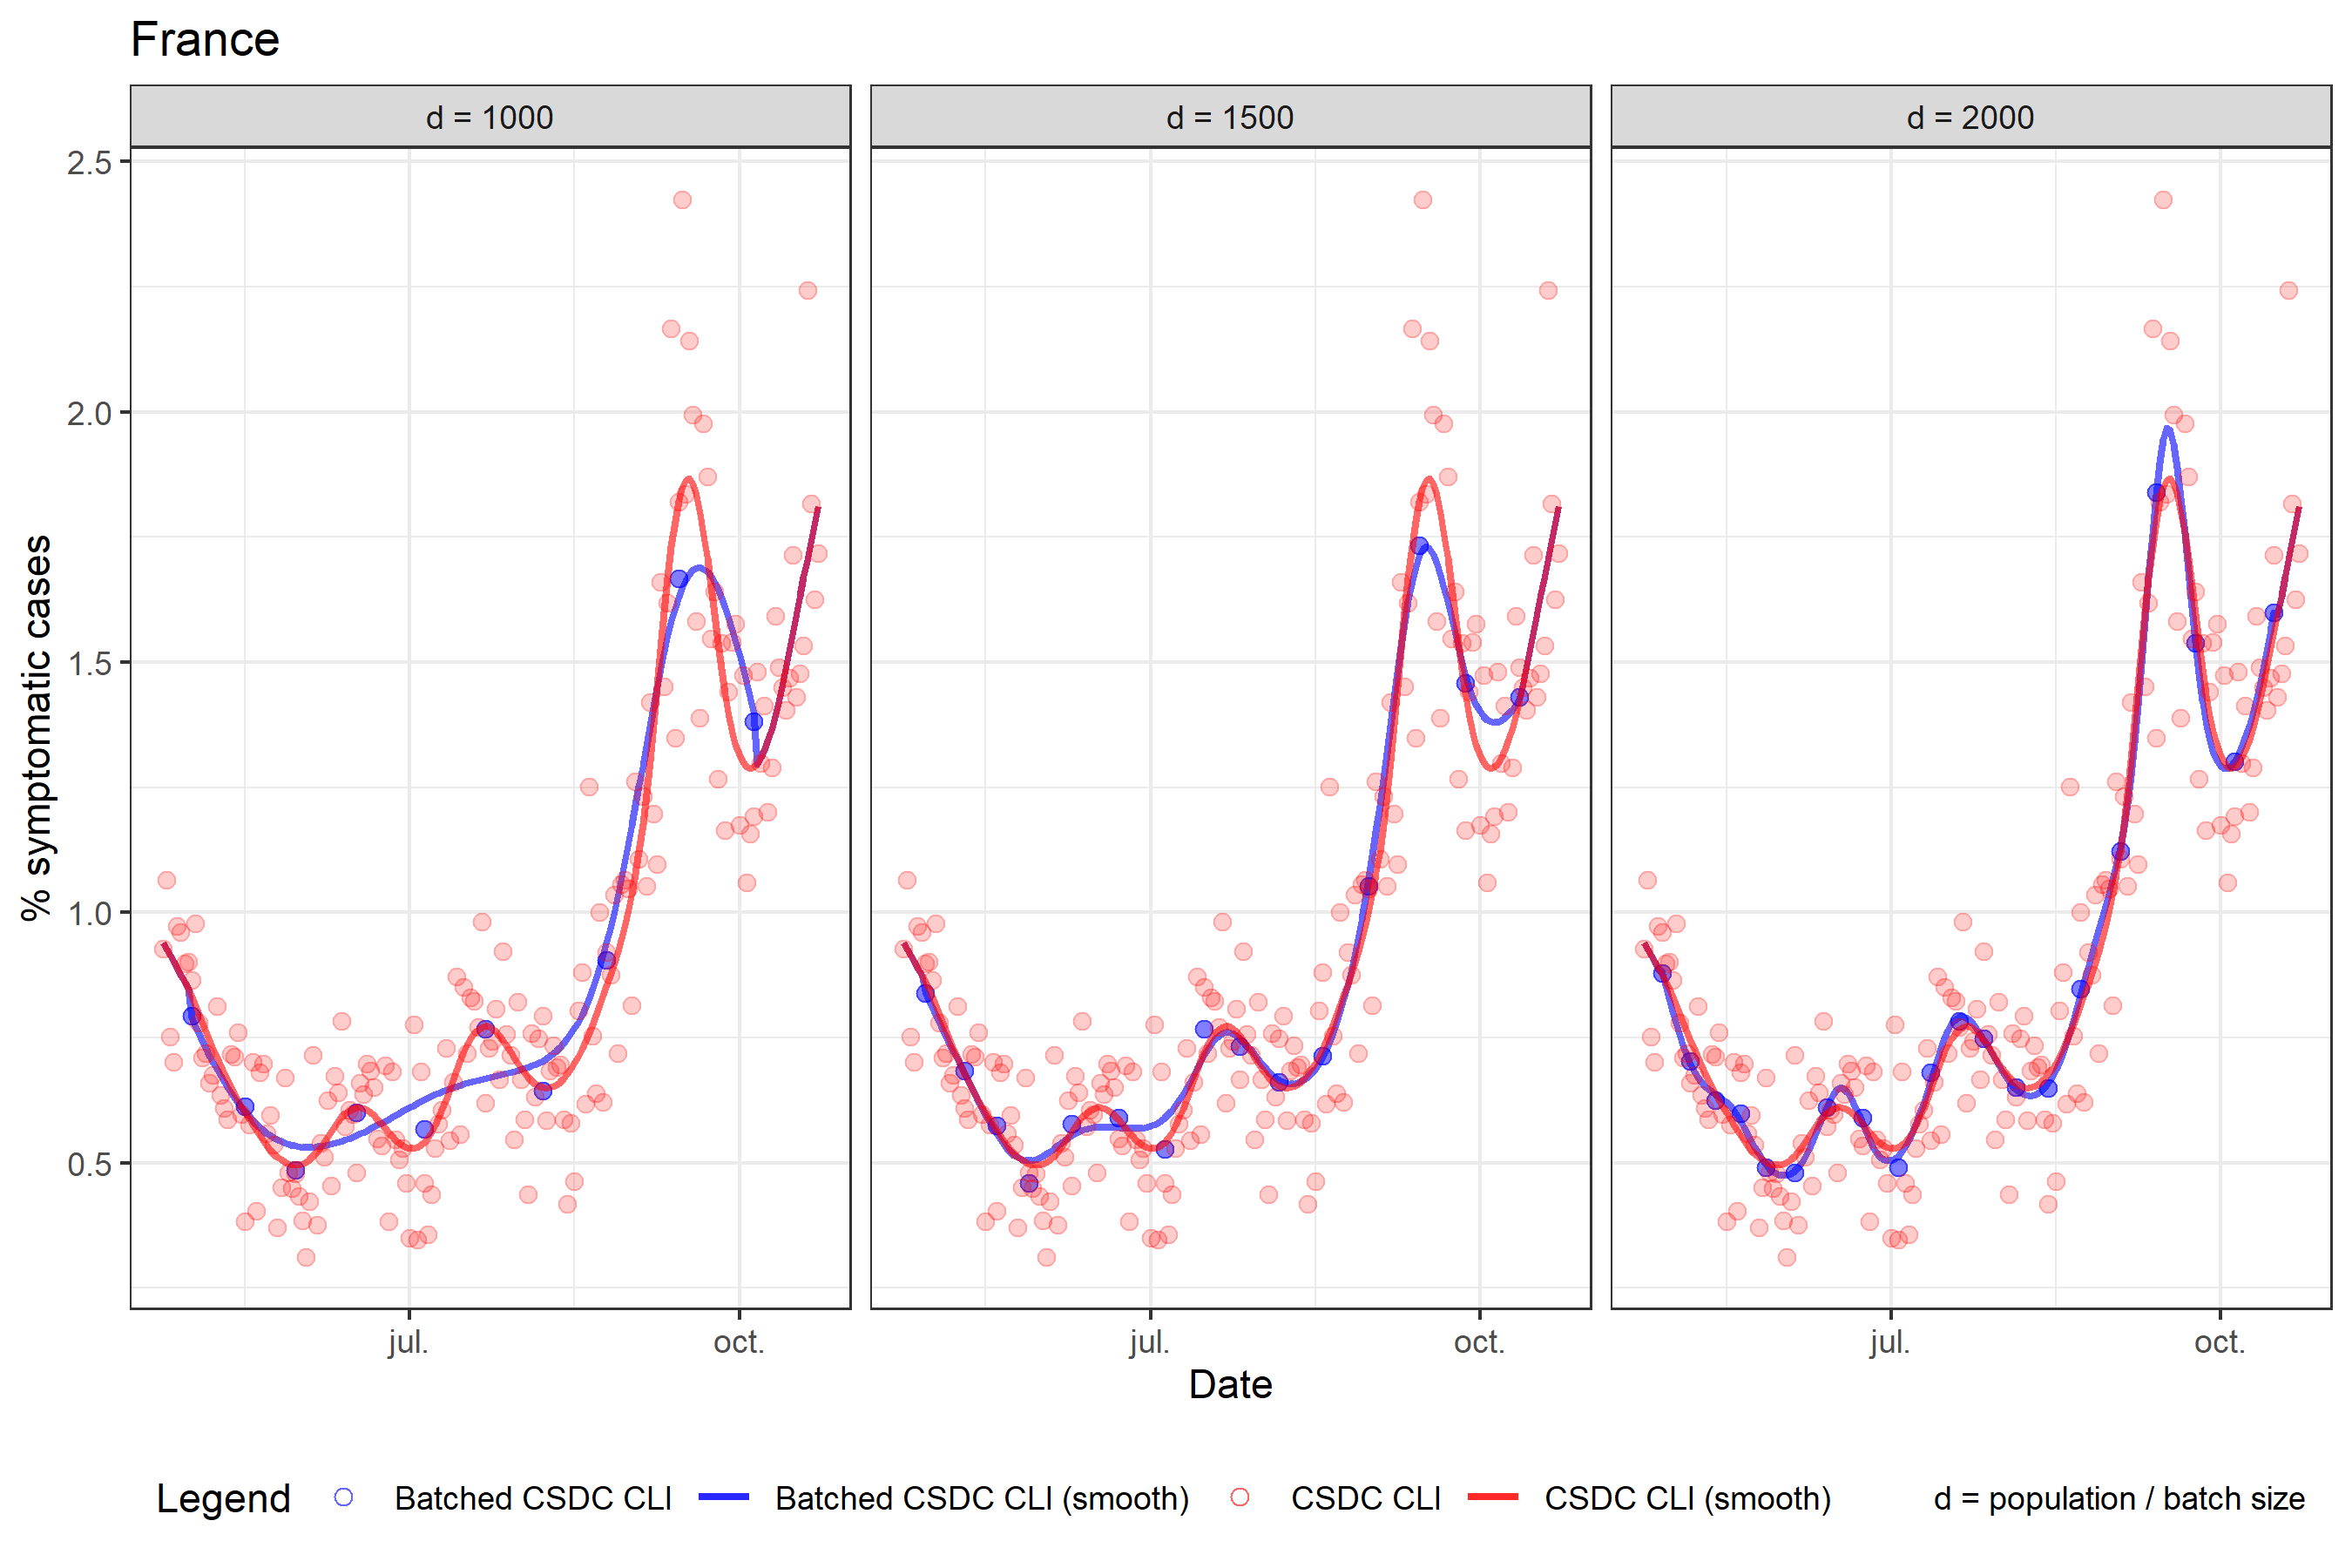 France
d = 1000
d = 1500
d = 2000
% symptomatic cases
2.5
2.0
1.5
1.0
0.5
jul.
oct.
jul.
oct.
jul.
oct.
Date
Legend
Batched CSDC CLI
Batched CSDC CLI (smooth)
CSDC CLI
CSDC CLI (smooth)
d = population / batch size